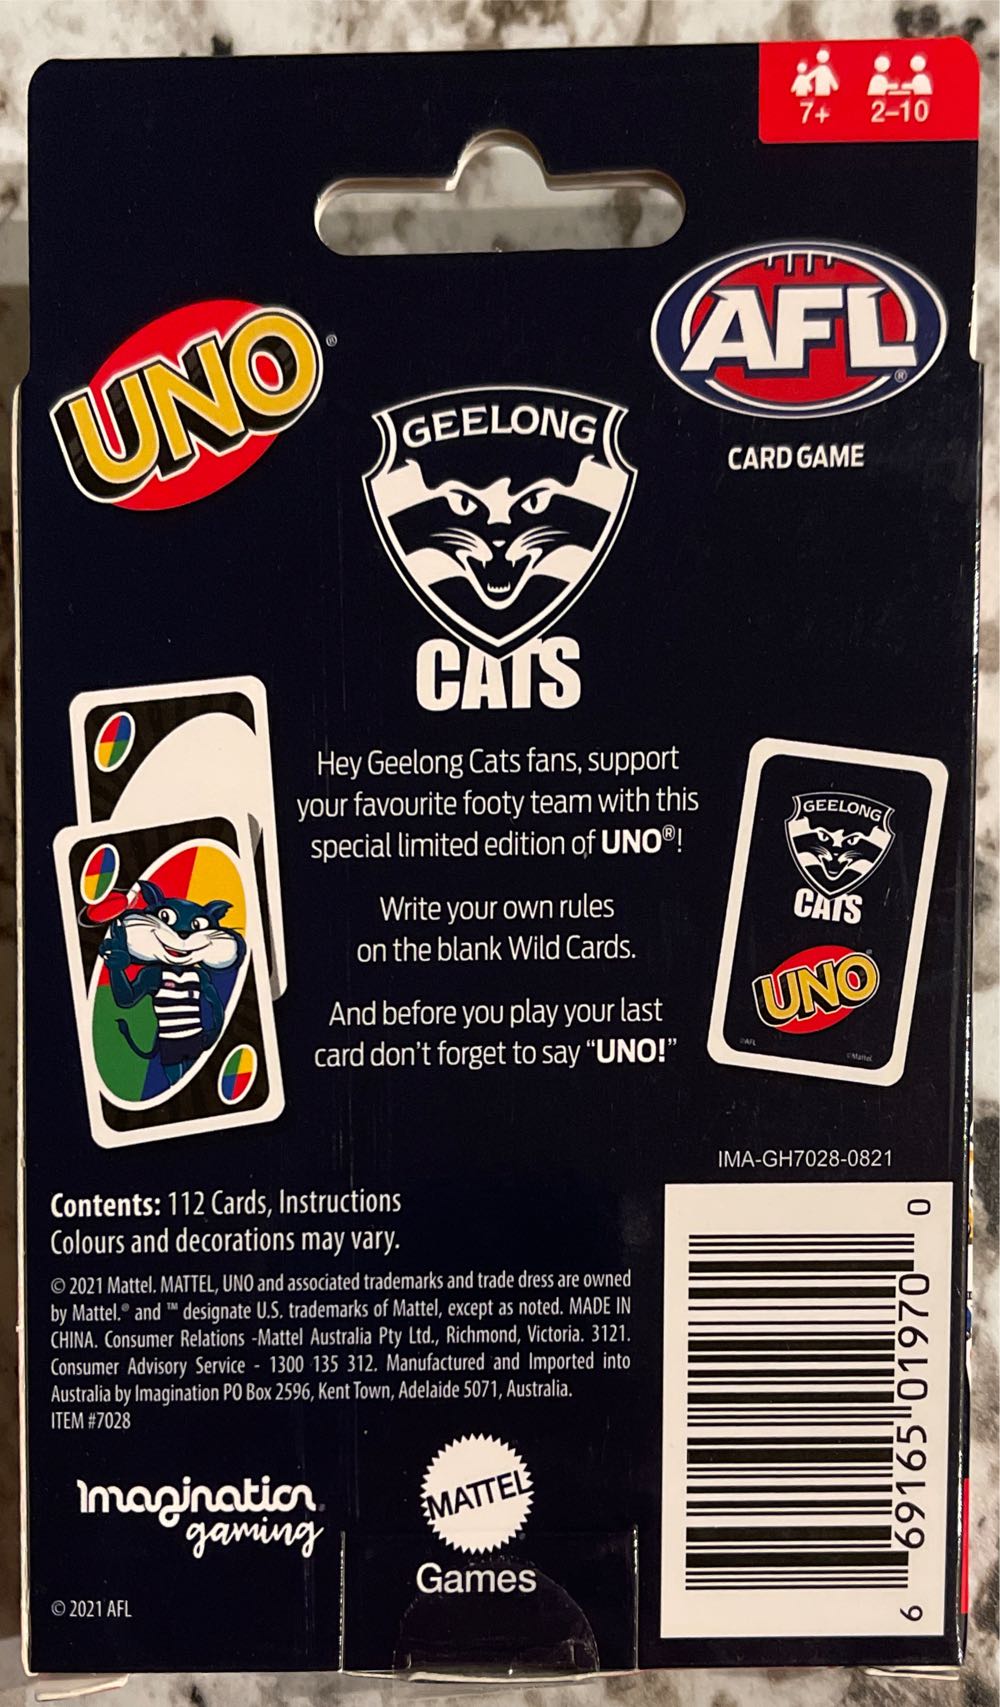 7+ 2–10
UNO®
AFL®
CARD GAME
GEELONG
CATS
Hey Geelong Cats fans, support
your favourite footy team with this
special limited edition of UNO®!
Write your own rules
on the blank Wild Cards.
And before you play your last
card don't forget to say “UNO!”
GEELONG
CATS
UNO
©AFL
©Mattel
IMA-GH7028-0821
Contents: 112 Cards, Instructions
Colours and decorations may vary.
© 2021 Mattel. MATTEL, UNO and associated trademarks and trade dress are owned
by Mattel.® and ™ designate U.S. trademarks of Mattel, except as noted. MADE IN
CHINA. Consumer Relations -Mattel Australia Pty Ltd., Richmond, Victoria. 3121.
Consumer Advisory Service - 1300 135 312. Manufactured and Imported into
Australia by Imagination PO Box 2596, Kent Town, Adelaide 5071, Australia.
ITEM #7028
Imagination
gaming
MATTEL
Games
© 2021 AFL
6 69165 01970 0